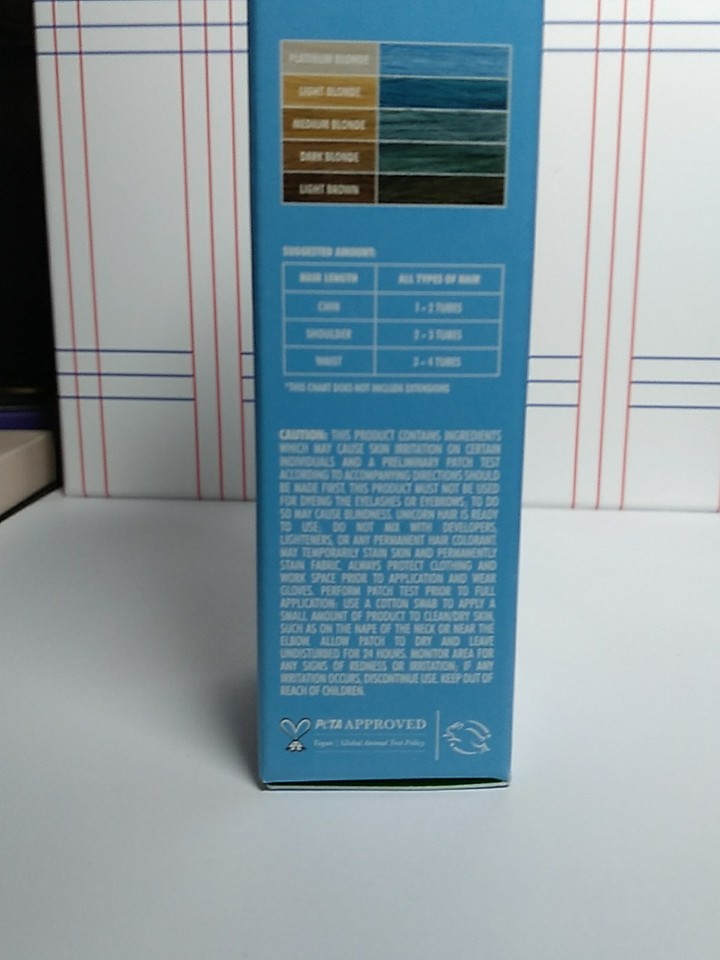 PLATINUM BLONDE
LIGHT BLONDE
MEDIUM BLONDE
DARK BLONDE
LIGHT BROWN
SUGGESTED AMOUNT:
HAIR LENGTH ALL TYPES OF HAIR
CHIN 1 - 2 TUBES
SHOULDER 2 - 3 TUBES
WAIST 3 - 4 TUBES
*THIS CHART DOES NOT INCLUDE EXTENSIONS
CAUTION: THIS PRODUCT CONTAINS INGREDIENTS
WHICH MAY CAUSE SKIN IRRITATION ON CERTAIN
INDIVIDUALS AND A PRELIMINARY PATCH TEST
ACCORDING TO ACCOMPANYING DIRECTIONS SHOULD
BE MADE FIRST. THIS PRODUCT MUST NOT BE USED
FOR DYEING THE EYELASHES OR EYEBROWS; TO DO
SO MAY CAUSE BLINDNESS. UNICORN HAIR IS READY
TO USE; DO NOT MIX WITH DEVELOPERS,
LIGHTENERS, OR ANY PERMANENT HAIR COLORANT.
MAY TEMPORARILY STAIN SKIN AND PERMANENTLY
STAIN FABRIC. ALWAYS PROTECT CLOTHING AND
WORK SPACE PRIOR TO APPLICATION AND WEAR
GLOVES. PERFORM PATCH TEST PRIOR TO FULL
APPLICATION: USE A COTTON SWAB TO APPLY A
SMALL AMOUNT OF PRODUCT TO CLEAN/DRY SKIN,
SUCH AS ON THE NAPE OF THE NECK OR NEAR THE
ELBOW. ALLOW PATCH TO DRY AND LEAVE
UNDISTURBED FOR 24 HOURS. MONITOR AREA FOR
ANY SIGNS OF REDNESS OR IRRITATION; IF ANY
IRRITATION OCCURS, DISCONTINUE USE. KEEP OUT OF
REACH OF CHILDREN.
PETA APPROVED
Vegan | Global Animal Test Policy